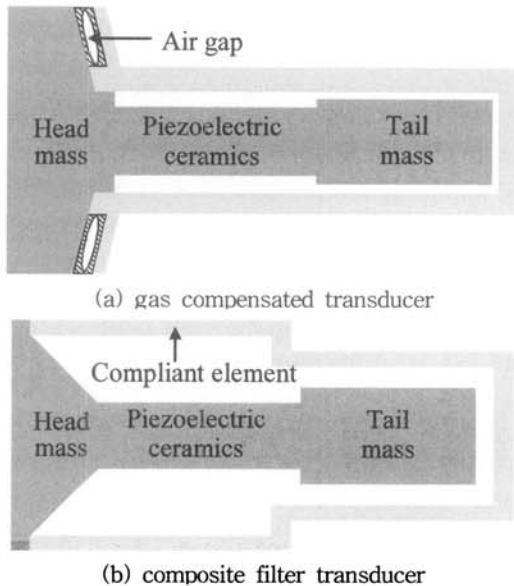 Air gap
Head
mass
Piezoelectric
ceramics
Tail
mass
(a) gas compensated transducer
Compliant element
Head
mass
Piezoelectric
ceramics
Tail
mass
(b) composite filter transducer